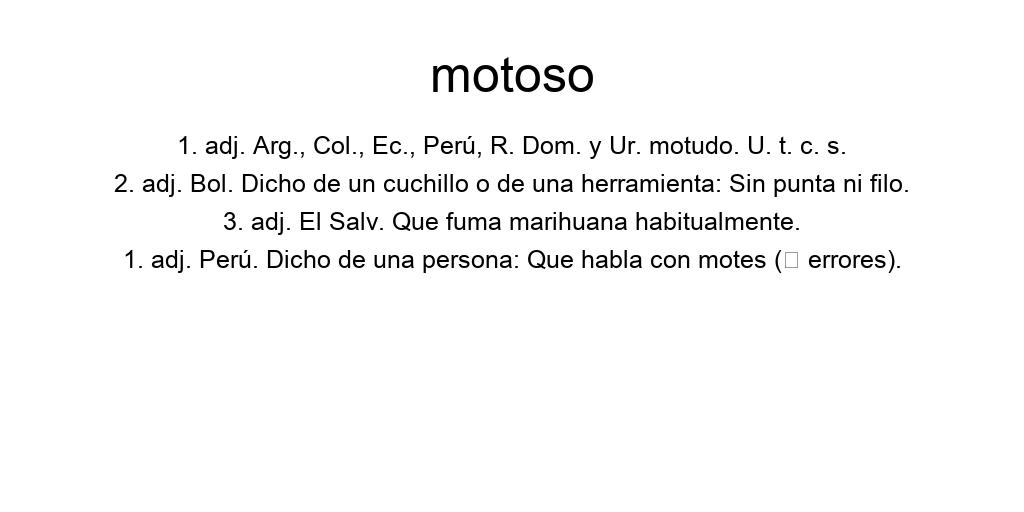 motoso
1. adj. Arg., Col., Ec., Perú, R. Dom. y Ur. motudo. U. t. c. s.
2. adj. Bol. Dicho de un cuchillo o de una herramienta: Sin punta ni filo.
3. adj. El Salv. Que fuma marihuana habitualmente.
1. adj. Perú. Dicho de una persona: Que habla con motes (□ errores).